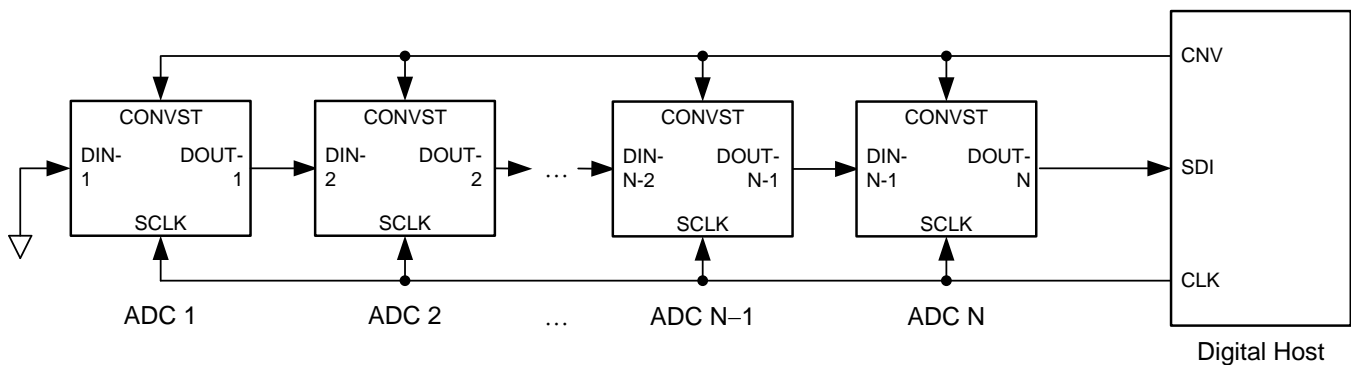 CNV
CONVST
CONVST
CONVST
CONVST
DIN-
1
DOUT-
1
DIN-
2
DOUT-
2
...
DIN-
N-2
DOUT-
N-1
DIN-
N-1
DOUT-
N
SDI
SCLK
SCLK
SCLK
SCLK
CLK
ADC 1
ADC 2
...
ADC N−1
ADC N
Digital Host